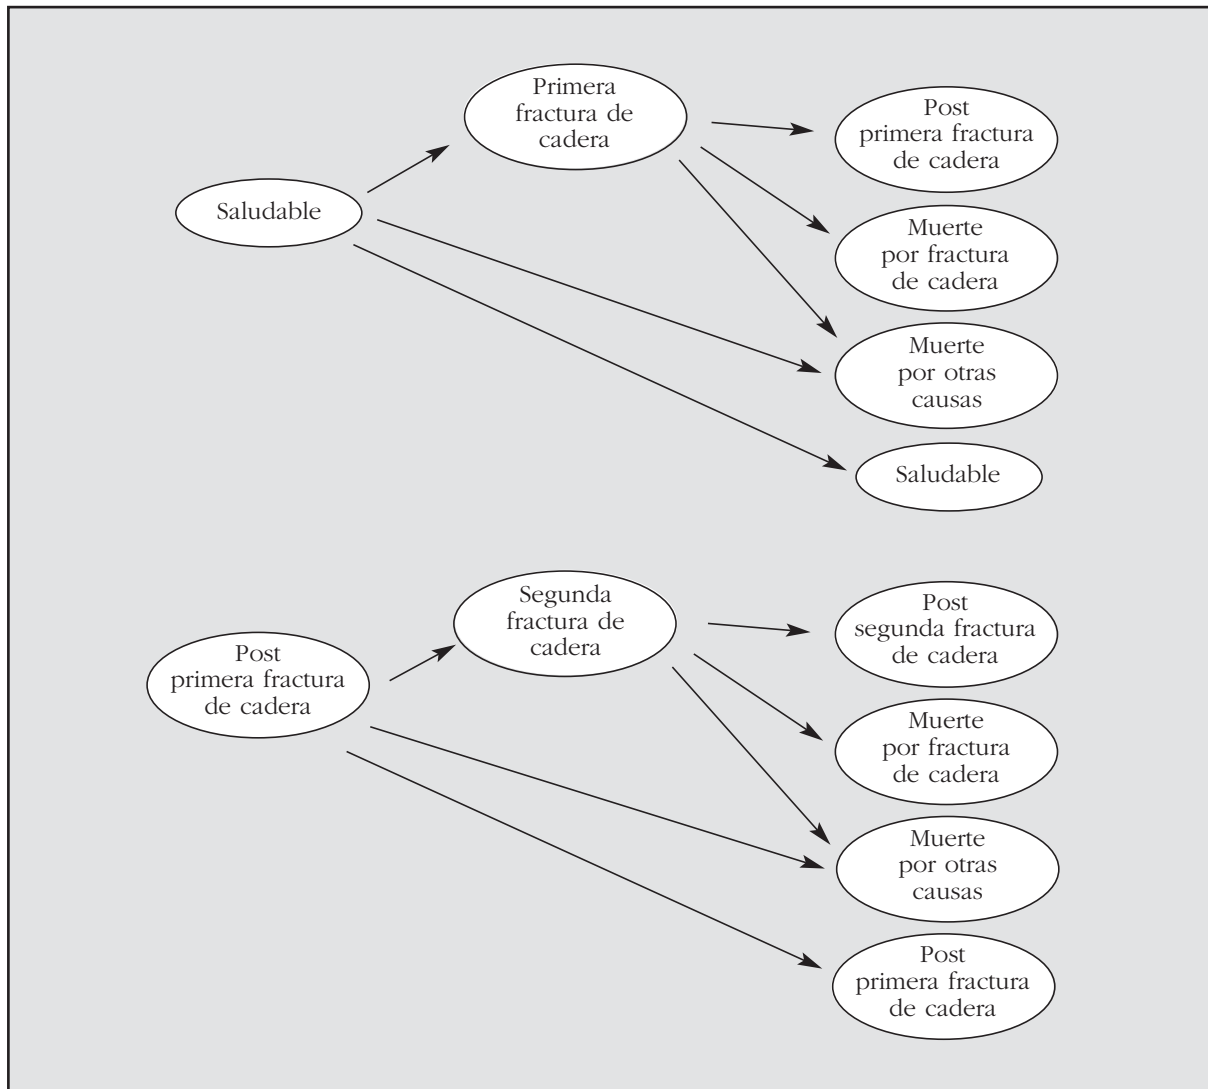 Primera
fractura de
cadera
Post
primera fractura
de cadera
Saludable
Muerte
por fractura
de cadera
Muerte
por otras
causas
Saludable
Segunda
fractura de
cadera
Post
segunda fractura
de cadera
Post
primera fractura
de cadera
Muerte
por fractura
de cadera
Muerte
por otras
causas
Post
primera fractura
de cadera